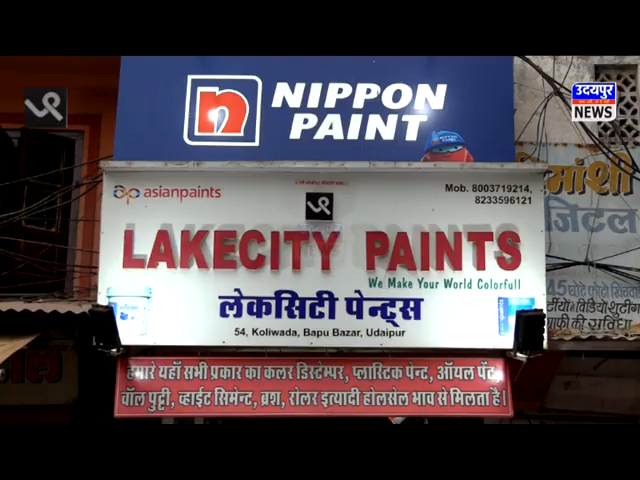 NIPPON
PAINT
उदयपुर
NEWS
asianpaints
Mob. 8003719214,
8233596121
LAKECITY PAINTS
We Make Your World Colorfull
लेकसिटी पेन्ट्स
54, Koliwada, Bapu Bazar, Udaipur
हमारे यहाँ सभी प्रकार का कलर डिस्टेम्पर, प्लास्टिक पेन्ट, ऑयल पेंट,
वॉल पुट्टी, व्हाईट सिमेन्ट, ब्रश, रोलर इत्यादी होलसेल भाव से मिलता है।
मांशी
जिटल